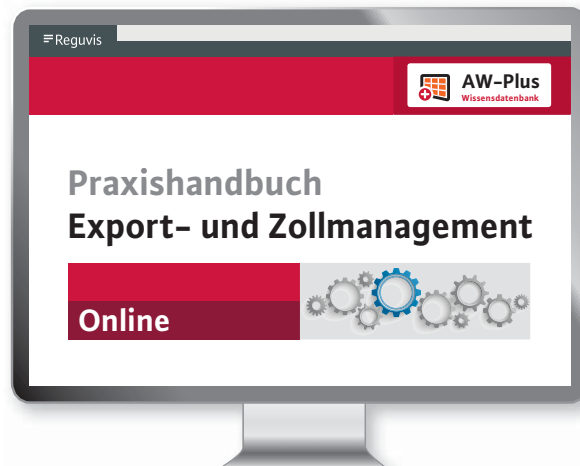 Reguvis
AW-Plus
Wissensdatenbank
Praxishandbuch
Export- und Zollmanagement
Online